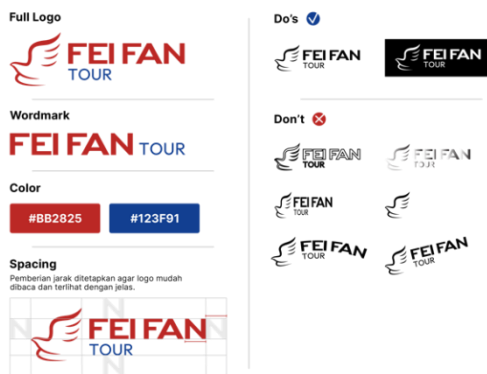 Full Logo
FEI FAN
TOUR
Wordmark
FEI FAN TOUR
Color
#BB2825
#123F91
Spacing
Pemberian jarak ditetapkan agar logo mudah
dibaca dan terlihat dengan jelas.
N
N
N
FEI FAN
TOUR
N
Do's
FEI FAN
TOUR
FEI FAN
TOUR
Don't
FEI FAN
TOUR
FEI FAN
TOUR
FEI FAN
TOUR
FEI FAN
TOUR
FEI FAN
TOUR